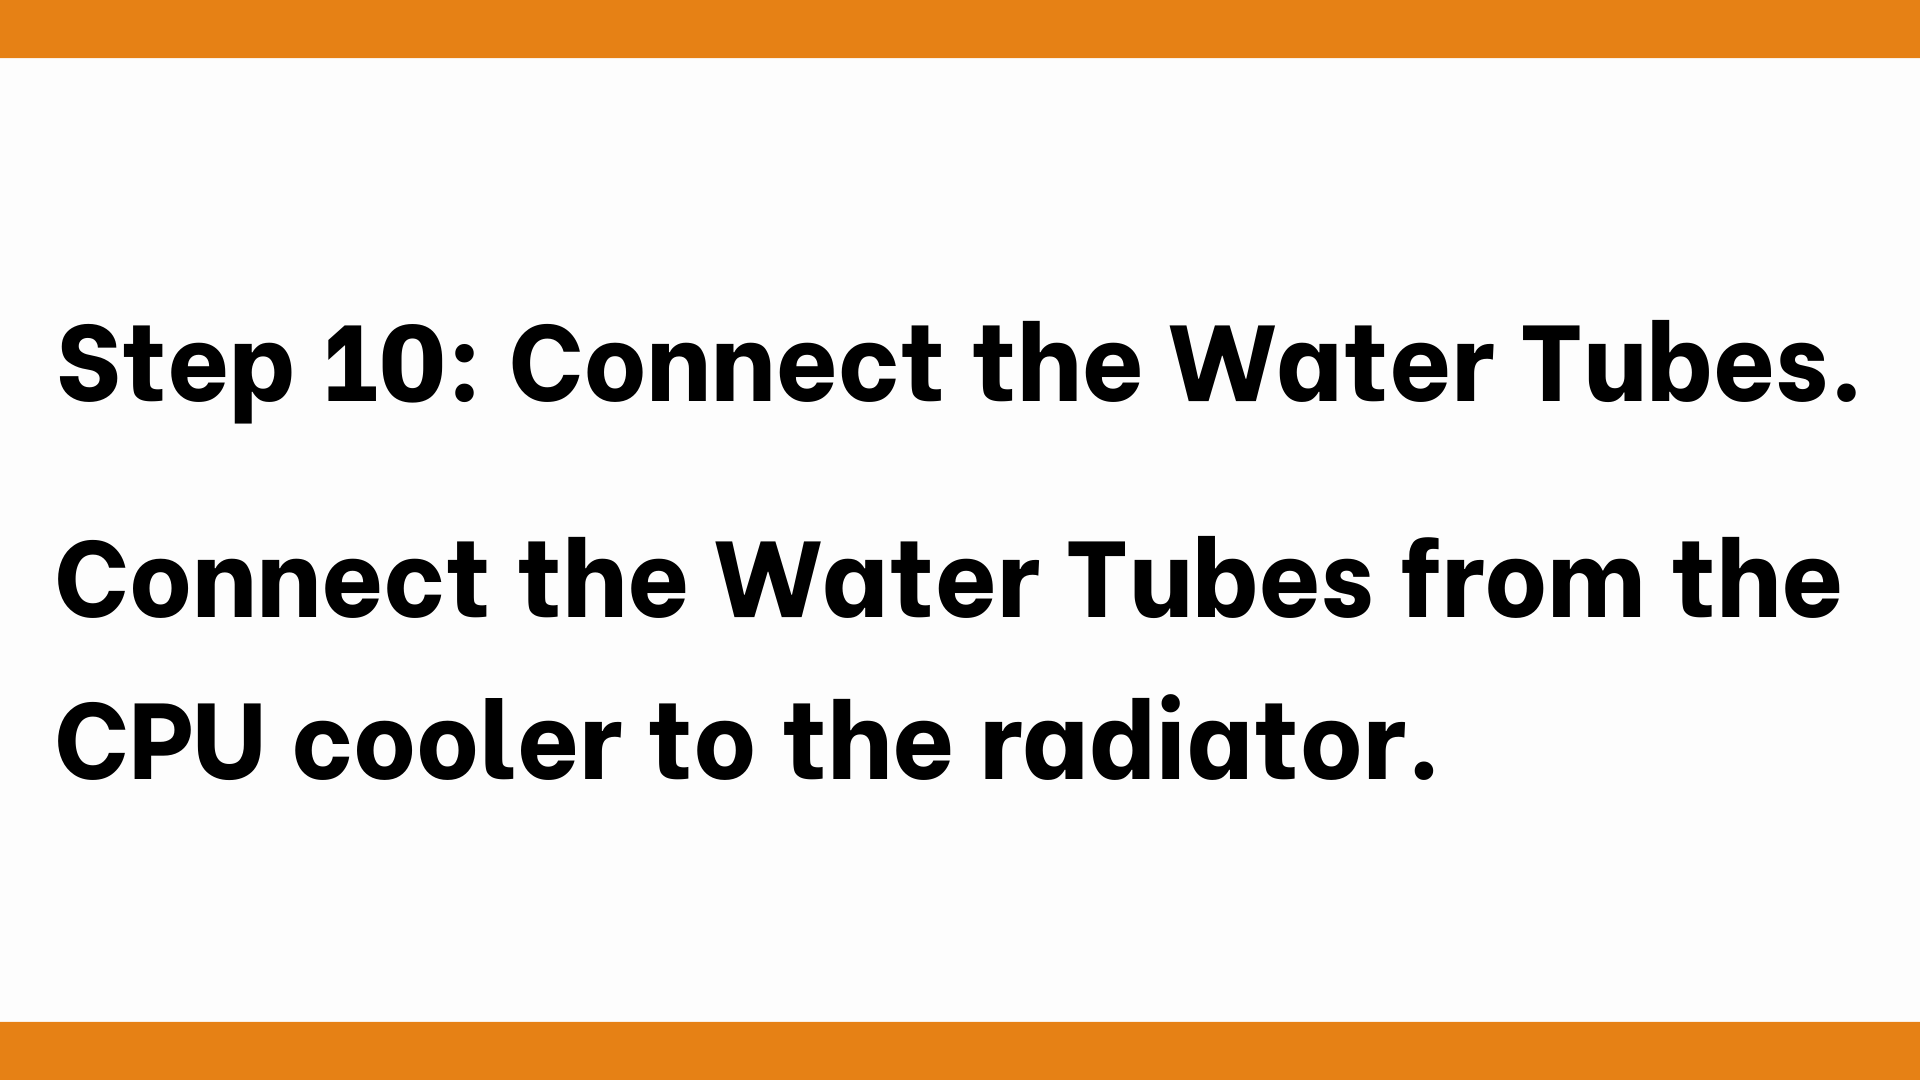 Step 10: Connect the Water Tubes.
Connect the Water Tubes from the
CPU cooler to the radiator.